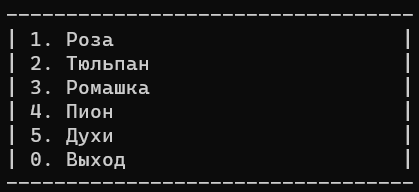 1. Роза
2. Тюльпан
3. Ромашка
4. Пион
5. Духи
0. Выход